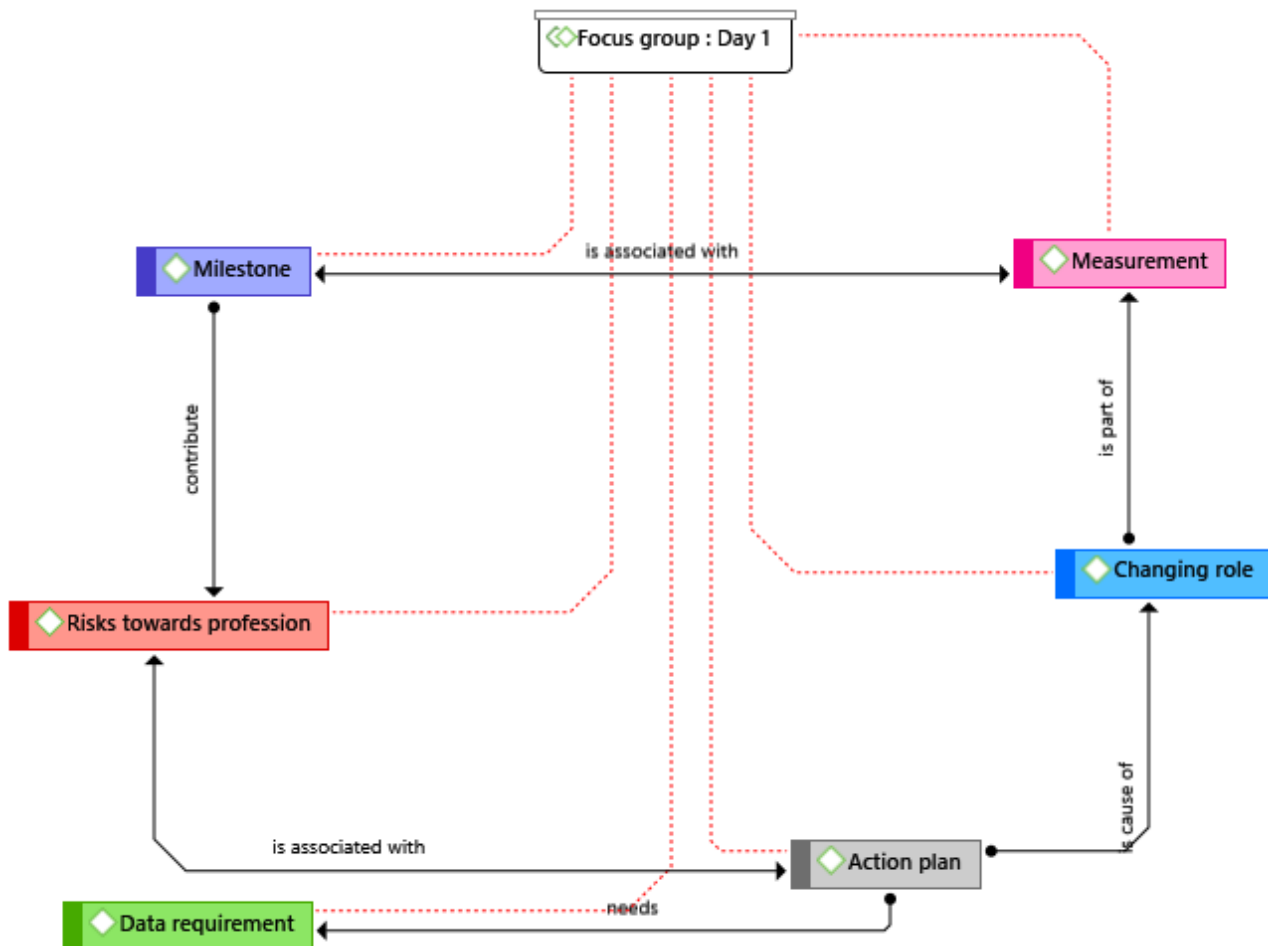 Focus group : Day 1
is associated with
Milestone
Measurement
contribute
is part of
Changing role
Risks towards profession
is cause of
is associated with
Action plan
needs
Data requirement